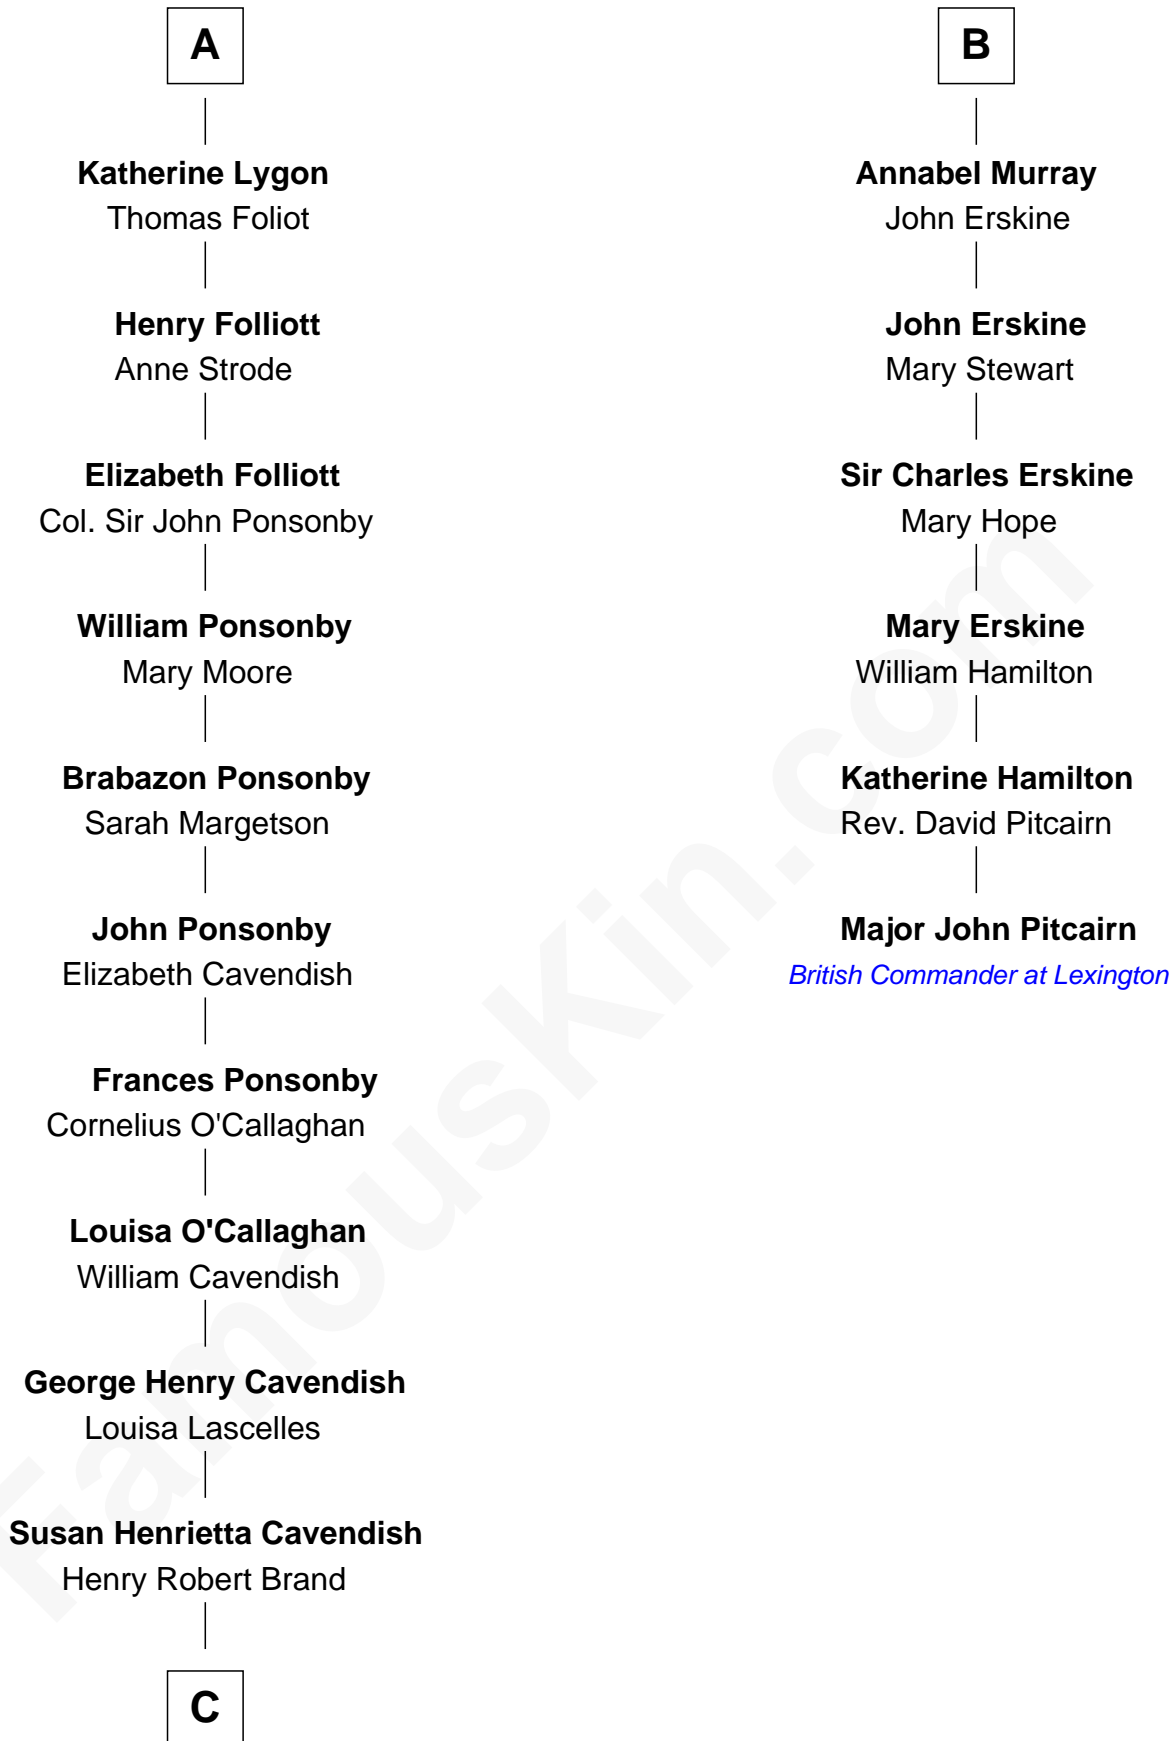 A
Katherine Lygon
Thomas Foliot
Henry Folliott
Anne Strode
Elizabeth Folliott
Col. Sir John Ponsonby
William Ponsonby
Mary Moore
Brabazon Ponsonby
Sarah Margetson
John Ponsonby
Elizabeth Cavendish
Frances Ponsonby
Cornelius O'Callaghan
Louisa O'Callaghan
William Cavendish
George Henry Cavendish
Louisa Lascelles
Susan Henrietta Cavendish
Henry Robert Brand
C
B
Annabel Murray
John Erskine
John Erskine
Mary Stewart
Sir Charles Erskine
Mary Hope
Mary Erskine
William Hamilton
Katherine Hamilton
Rev. David Pitcairn
Major John Pitcairn
British Commander at Lexington
FamousKin.com